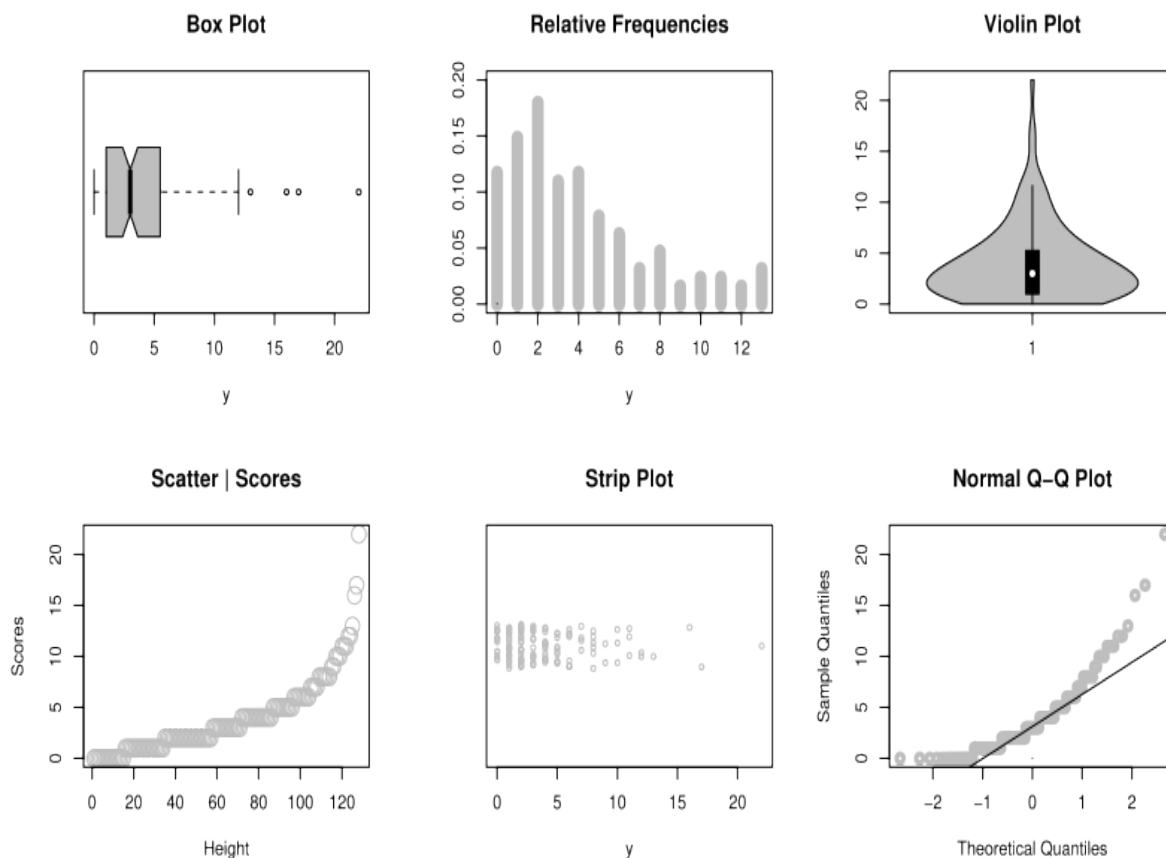 Box Plot
0 5 10 15 20
y
Relative Frequencies
0.20
0.15
0.10
0.05
0.00
0 2 4 6 8 10 12
y
Violin Plot
20
15
10
5
0
1
Scatter | Scores
Scores
20
15
10
5
0
0 20 40 60 80 100 120
Height
Strip Plot
0 5 10 15 20
y
Normal Q-Q Plot
Sample Quantiles
20
15
10
5
0
-2 -1 0 1 2
Theoretical Quantiles